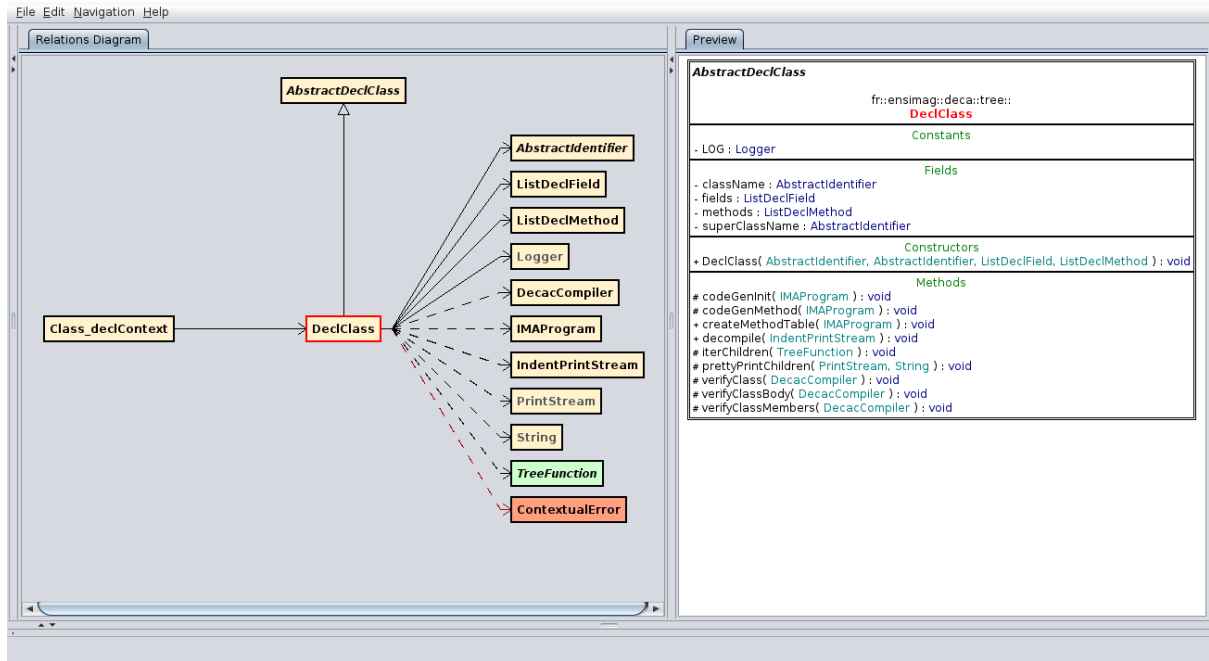 File Edit Navigation Help
Relations Diagram
AbstractDeclClass
AbstractIdentifier
ListDeclField
ListDeclMethod
Logger
DecacCompiler
Class_declContext
DeclClass
IMAProgram
IndentPrintStream
PrintStream
String
TreeFunction
ContextualError
Preview
AbstractDeclClass
fr::ensimag::deca::tree::
DeclClass
Constants
- LOG : Logger
Fields
- className : AbstractIdentifier
- fields : ListDeclField
- methods : ListDeclMethod
- superClassName : AbstractIdentifier
Constructors
+ DeclClass( AbstractIdentifier, AbstractIdentifier, ListDeclField, ListDeclMethod ) : void
Methods
# codeGenInit( IMAProgram ) : void
# codeGenMethod( IMAProgram ) : void
+ createMethodTable( IMAProgram ) : void
+ decompile( IndentPrintStream ) : void
# iterChildren( TreeFunction ) : void
# prettyPrintChildren( PrintStream, String ) : void
# verifyClass( DecacCompiler ) : void
# verifyClassBody( DecacCompiler ) : void
# verifyClassMembers( DecacCompiler ) : void